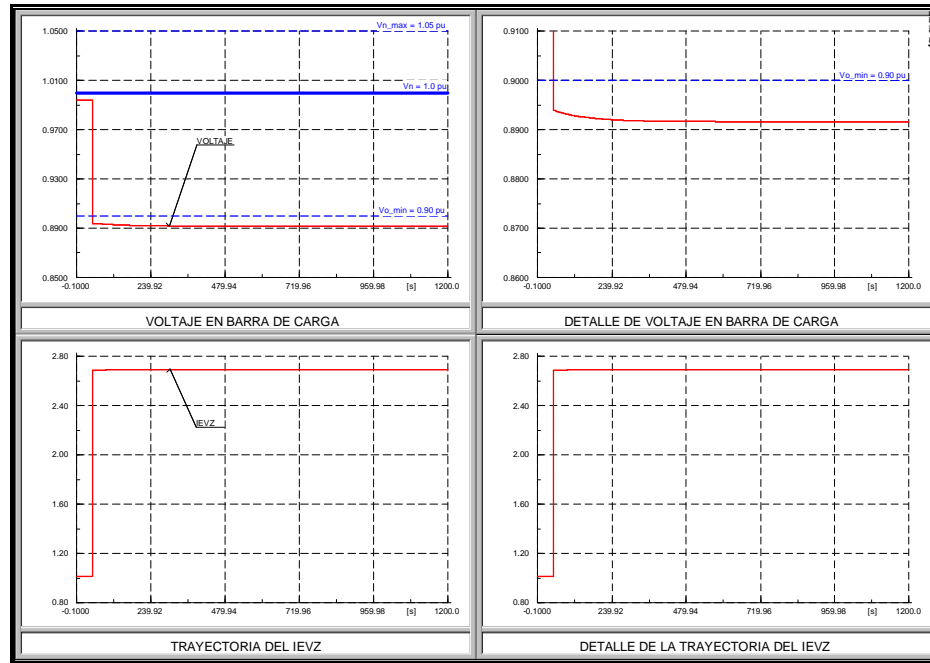 1.0500
1.0100
0.9700
0.9300
0.8900
0.8500
Vn_max = 1.05 pu
Vn = 1.0 pu
VOLTAJE
Vo_min = 0.90 pu
-0.1000 239.92 479.94 719.96 959.98 [s] 1200.0
VOLTAJE EN BARRA DE CARGA
0.9100
0.9000
0.8900
0.8800
0.8700
0.8600
Vo_min = 0.90 pu
-0.1000 239.92 479.94 719.96 959.98 [s] 1200.0
DETALLE DE VOLTAJE EN BARRA DE CARGA
2.80
2.40
2.00
1.60
1.20
0.80
IEVZ
-0.1000 239.92 479.94 719.96 959.98 [s] 1200.0
TRAYECTORIA DEL IEVZ
2.80
2.40
2.00
1.60
1.20
0.80
-0.1000 239.92 479.94 719.96 959.98 [s] 1200.0
DETALLE DE LA TRAYECTORIA DEL IEVZ